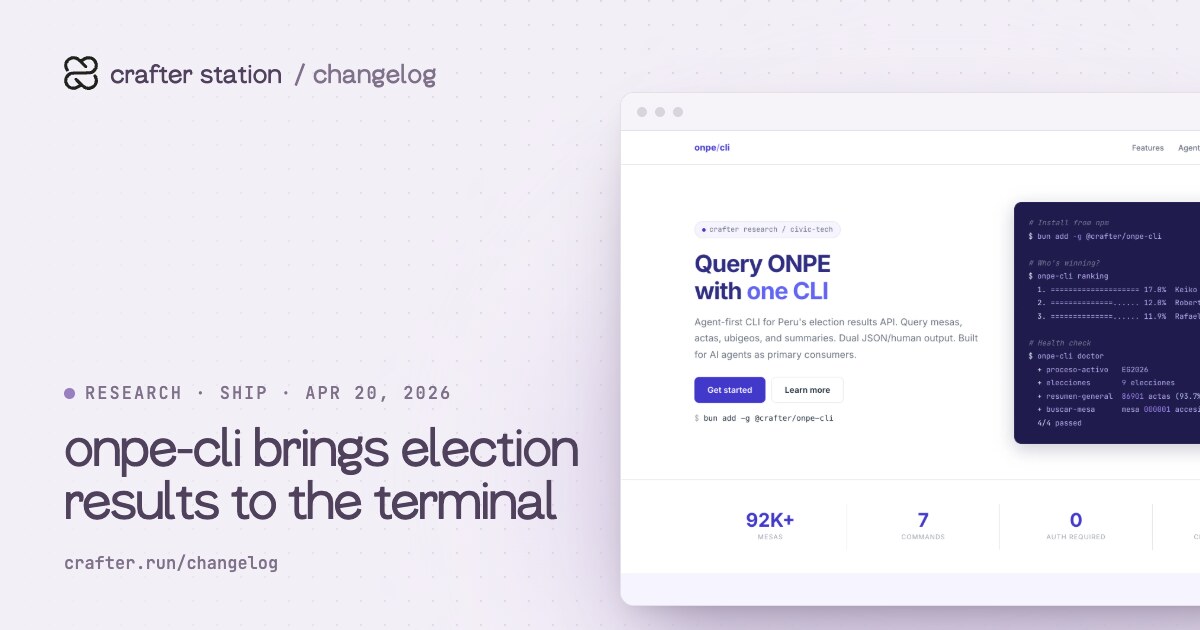 crafter station / changelog
RESEARCH · SHIP · APR 20, 2026
onpe-cli brings election
results to the terminal
crafter.run/changelog
onpe/cli
Features
crafter research / civic-tech
Query ONPE
with one CLI
Agent-first CLI for Peru's election results API. Query mesas,
actas, ubigeos, and summaries. Dual JSON/human output. Built
for AI agents as primary consumers.
Get started
Learn more
$ bun add -g @crafter/onpe-cli
# Install from npm
$ bun add -g @crafter/onpe-cli
# Who's winning?
$ onpe-cli ranking
1. ==================== 17.0% Keiko
2. ==============...... 12.0%
3. ==============...... 11.9%
# Health check
$ onpe-cli doctor
+ proceso-activo EG2026
+ elecciones 9 elecciones
+ resumen-general 86901 actas (93.7%
+ buscar-mesa mesa 000001
4/4 passed
92K+
MESAS
7
COMMANDS
0
AUTH REQUIRED